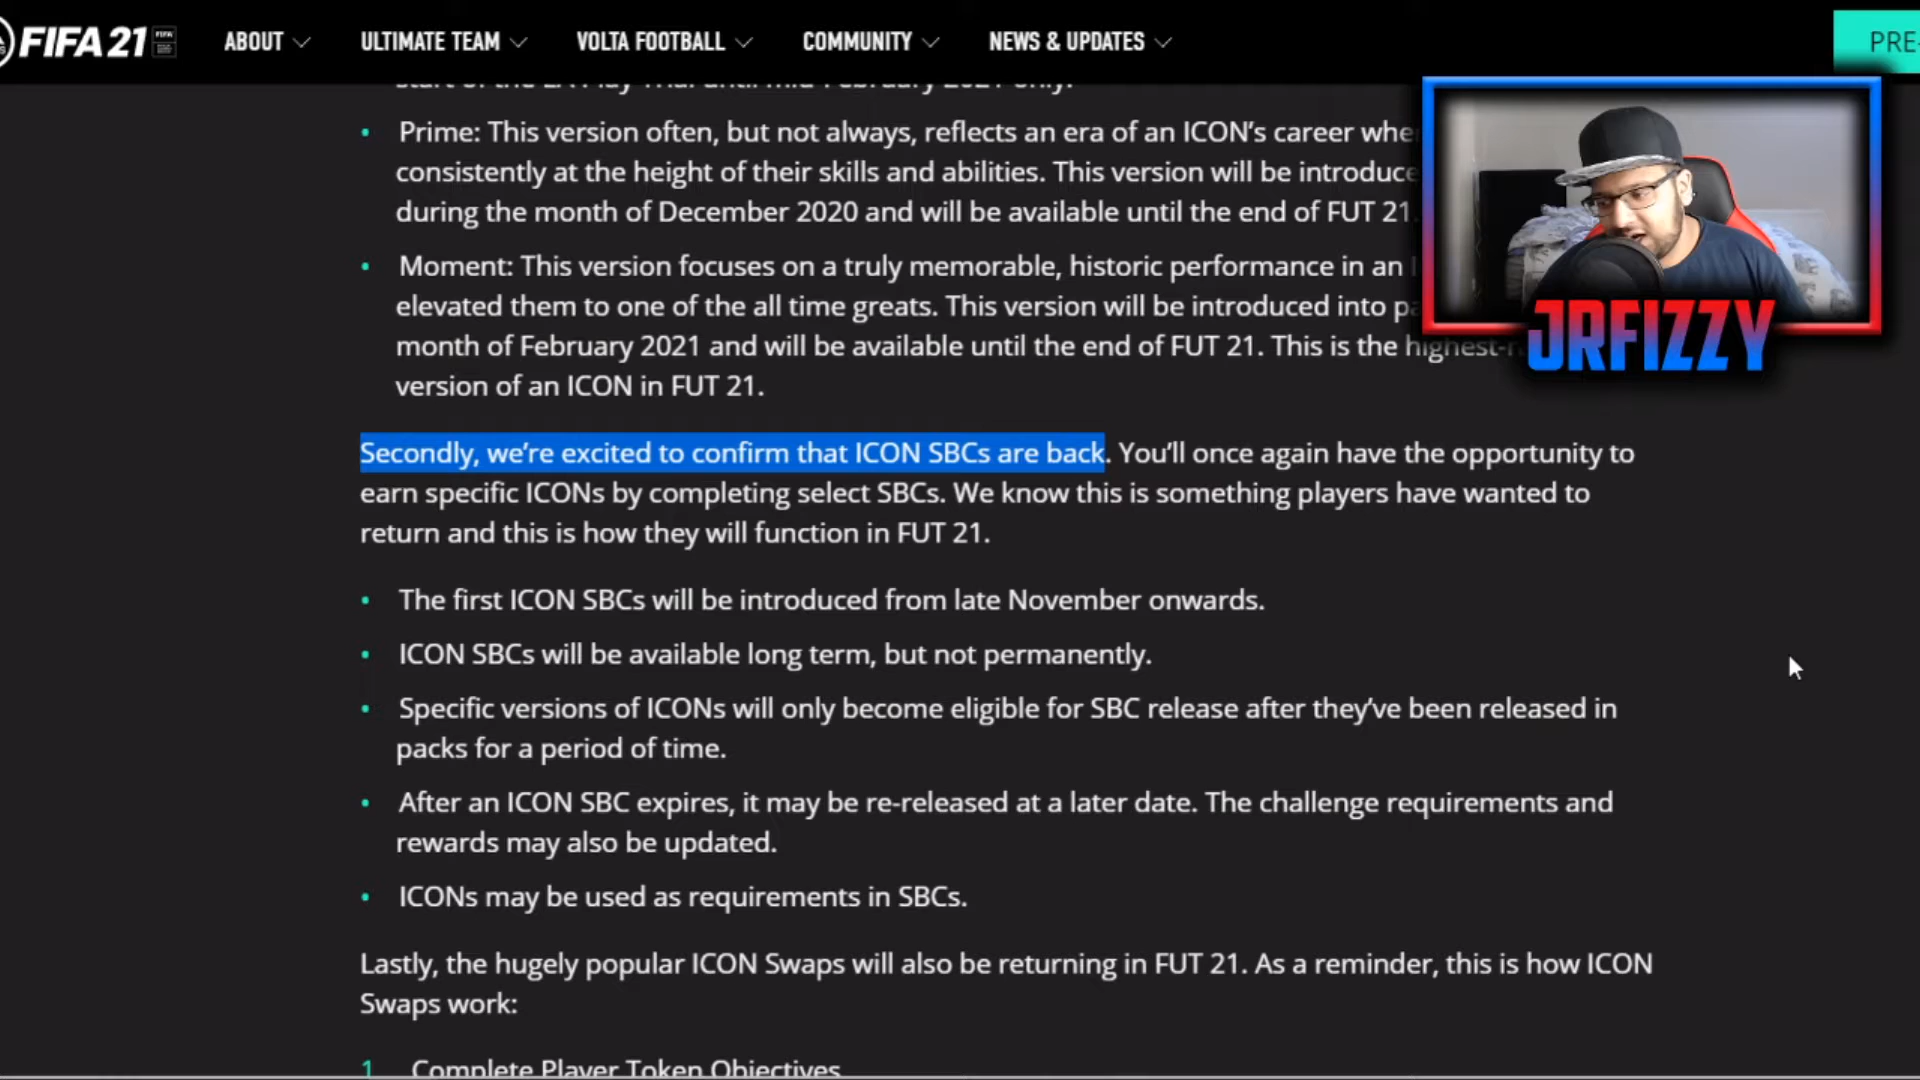 FIFA 21
ABOUT
ULTIMATE TEAM
VOLTA FOOTBALL
COMMUNITY
NEWS & UPDATES
PRE-
start of the EA Play Trial until mid February 2021 only.
• Prime: This version often, but not always, reflects an era of an ICON’s career
consistently at the height of their skills and abilities. This version will be
during the month of December 2020 and will be available until the end of FUT 21.
• Moment: This version focuses on a truly memorable, historic performance in an
elevated them to one of the all time greats. This version will be introduced into
month of February 2021 and will be available until the end of FUT 21. This is the
version of an ICON in FUT 21.
JRFIZZY
Secondly, we’re excited to confirm that ICON SBCs are back. You’ll once again have the opportunity to
earn specific ICONs by completing select SBCs. We know this is something players have wanted to
return and this is how they will function in FUT 21.
• The first ICON SBCs will be introduced from late November onwards.
• ICON SBCs will be available long term, but not permanently.
• Specific versions of ICONs will only become eligible for SBC release after they’ve been released in
packs for a period of time.
• After an ICON SBC expires, it may be re-released at a later date. The challenge requirements and
rewards may also be updated.
• ICONs may be used as requirements in SBCs.
Lastly, the hugely popular ICON Swaps will also be returning in FUT 21. As a reminder, this is how ICON
Swaps work:
1 Complete Player Token Objectives